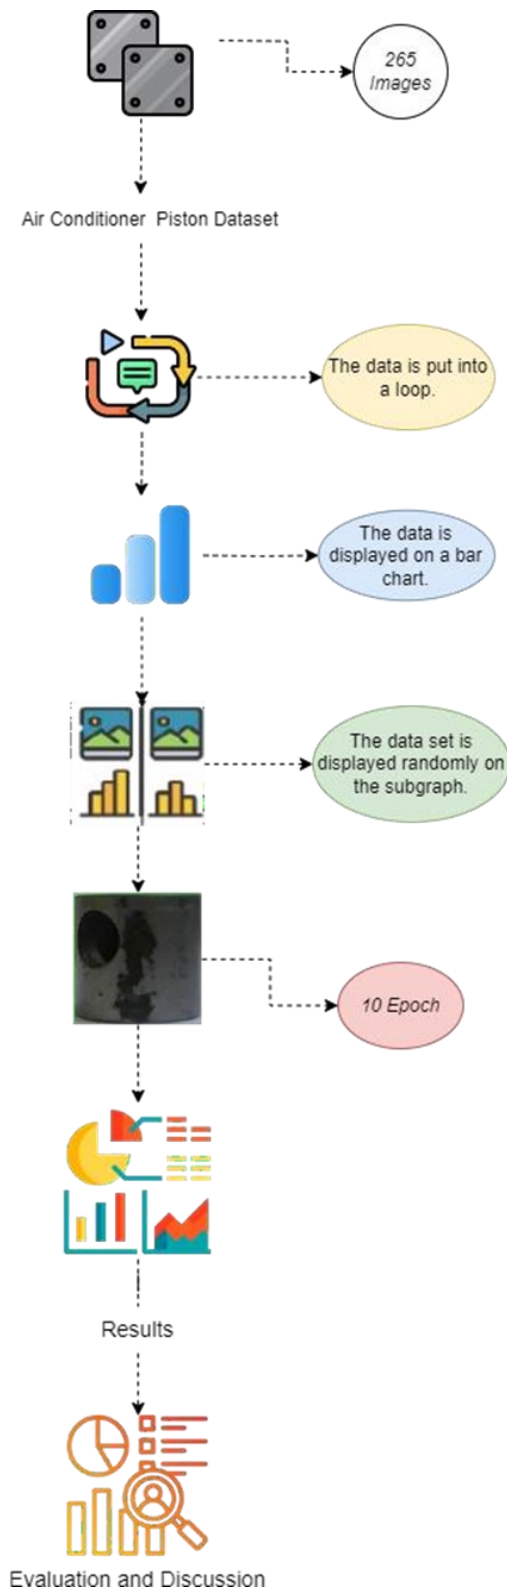 265
Images
Air Conditioner Piston Dataset
The data is put into
a loop.
The data is
displayed on a bar
chart.
The data set is
displayed randomly on
the subgraph.
10 Epoch
Results
Evaluation and Discussion